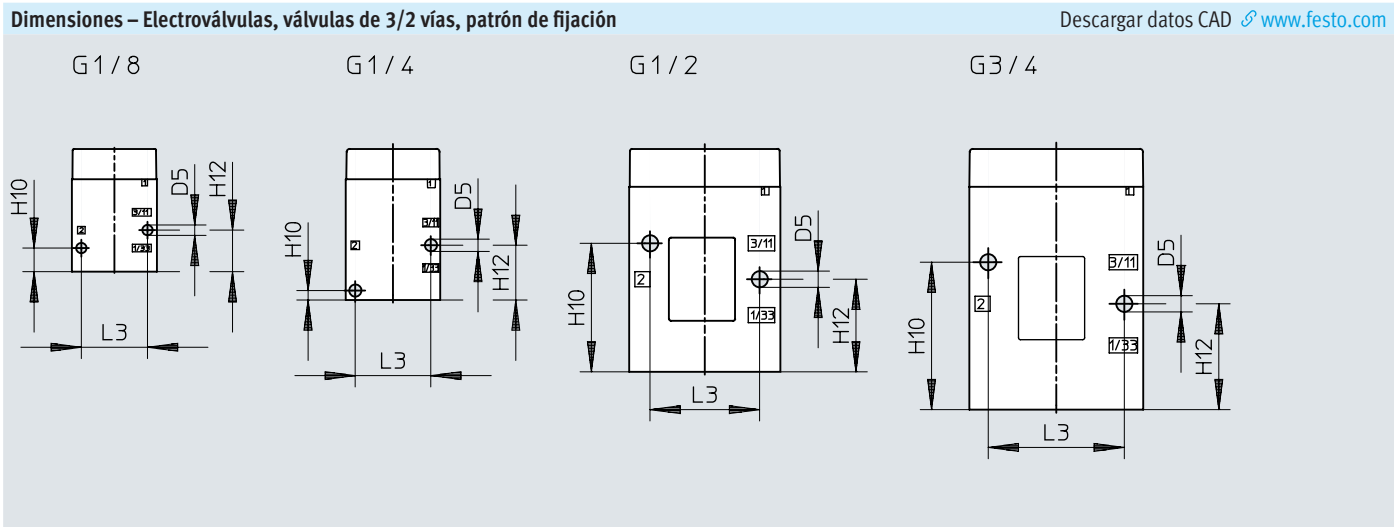 Dimensiones – Electroválvulas, válvulas de 3/2 vías, patrón de fijación
Descargar datos CAD www.festo.com
G1/8
G1/4
G1/2
G3/4
H10
2
1
3/11
1/33
D5
H12
L3
H10
2
1
3/11
1/33
D5
H12
L3
H10
2
1
3/11
1/33
D5
H12
L3
H10
2
1
3/11
1/33
D5
H12
L3